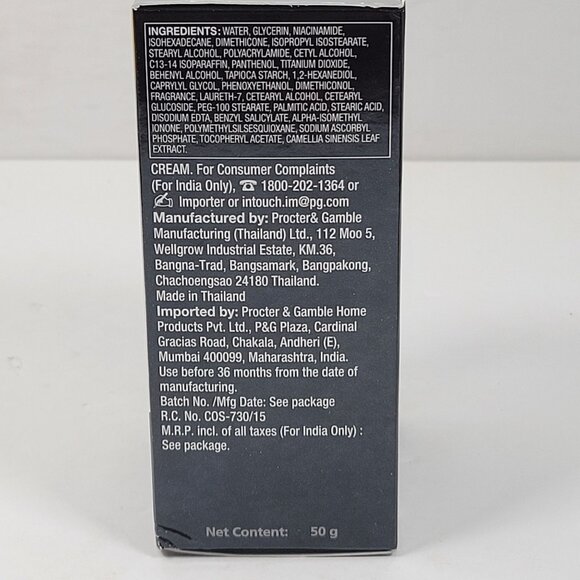 INGREDIENTS: WATER, GLYCERIN, NIACINAMIDE,
ISOHEXADECANE, DIMETHICONE, ISOPROPYL ISOSTEARATE,
STEARYL ALCOHOL, POLYACRYLAMIDE, CETYL ALCOHOL,
C13-14 ISOPARAFFIN, PANTHENOL, TITANIUM DIOXIDE,
BEHENYL ALCOHOL, TAPIOCA STARCH, 1,2-HEXANEDIOL,
CAPRYLYL GLYCOL, PHENOXYETHANOL, DIMETHICONOL,
FRAGRANCE, LAURETH-7, CETEARYL ALCOHOL, CETEARYL
GLUCOSIDE, PEG-100 STEARATE, PALMITIC ACID, STEARIC ACID,
DISODIUM EDTA, BENZYL SALICYLATE, ALPHA-ISOMETHYL
IONONE, POLYMETHYLSILSESQUIOXANE, SODIUM ASCORBYL
PHOSPHATE, TOCOPHERYL ACETATE, CAMELLIA SINENSIS LEAF
EXTRACT.
CREAM. For Consumer Complaints
(For India Only), ☎ 1800-202-1364 or
✍ Importer or intouch.im@pg.com
Manufactured by: Procter& Gamble
Manufacturing (Thailand) Ltd., 112 Moo 5,
Wellgrow Industrial Estate, KM.36,
Bangna-Trad, Bangsamark, Bangpakong,
Chachoengsao 24180 Thailand.
Made in Thailand
Imported by: Procter & Gamble Home
Products Pvt. Ltd., P&G Plaza, Cardinal
Gracias Road, Chakala, Andheri (E),
Mumbai 400099, Maharashtra, India.
Use before 36 months from the date of
manufacturing.
Batch No. /Mfg Date: See package
R.C. No. COS-730/15
M.R.P. incl. of all taxes (For India Only) :
See package.
Net Content: 50 g